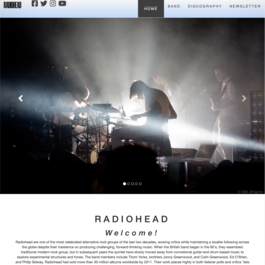 RADIOHEAD
HOME BAND DISCOGRAPHY NEWSLETTER
RADIOHEAD
Welcome!
Radiohead are one of the most celebrated alternative rock groups of the last two decades, wowing critics while maintaining a sizable following across
the globe despite their insistence on producing challenging, forward-thinking music. When the British band began in the 90's, they resembled
traditional modern rock group, but in subsequent years the quintet have slowly moved away from conventional guitar-and-drum-based music to
explore experimental structures and tones. The band members include Thom Yorke, brothers Jonny Greenwood, and Colin Greenwood, Ed O'Brien,
and Philip Selway. Radiohead had sold more than 30 million albums worldwide by 2011. Their work places highly in both listener polls and critics' lists